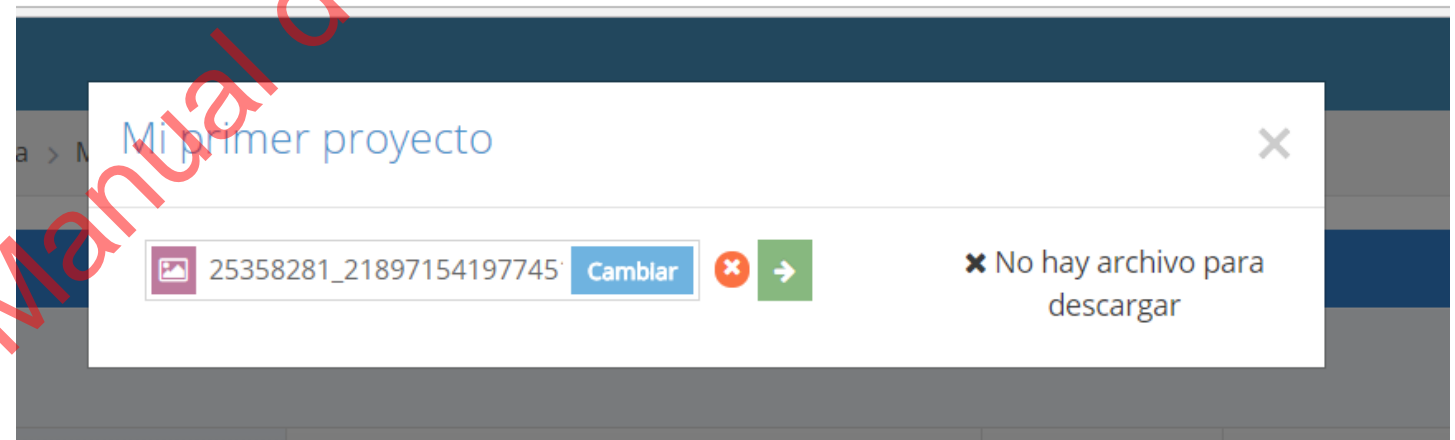 Manual d
a > M
Mi primer proyecto
25358281_21897154197745
Cambiar
No hay archivo para
descargar